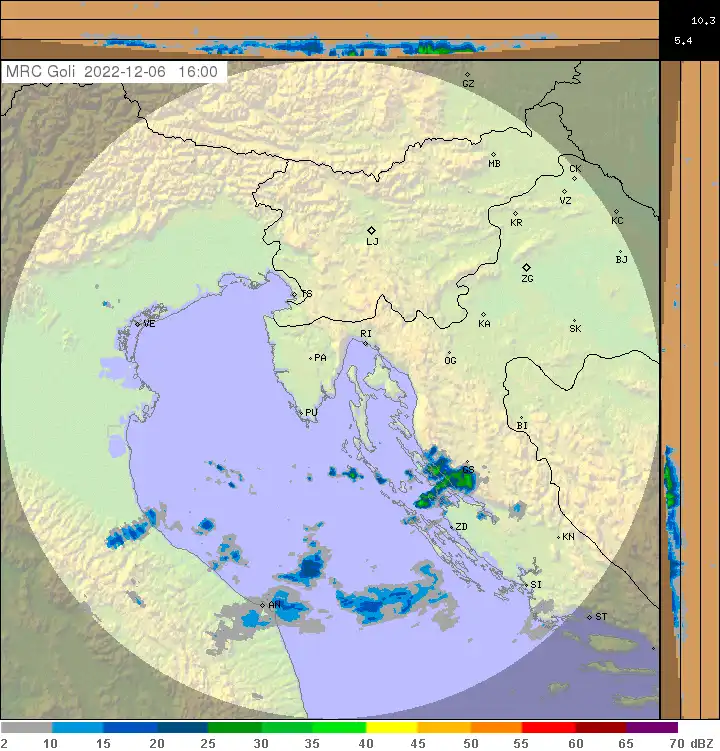 10.3
5.4
MRC Goli 2022-12-06 16:00
GZ
MB
CK
VZ
KR
KC
LJ
BJ
ZG
TS
VE
KA
SK
RI
PA
OG
PU
BI
GS
ZD
KN
SI
AN
ST
2 10 15 20 25 30 35 40 45 50 55 60 70 dBZ